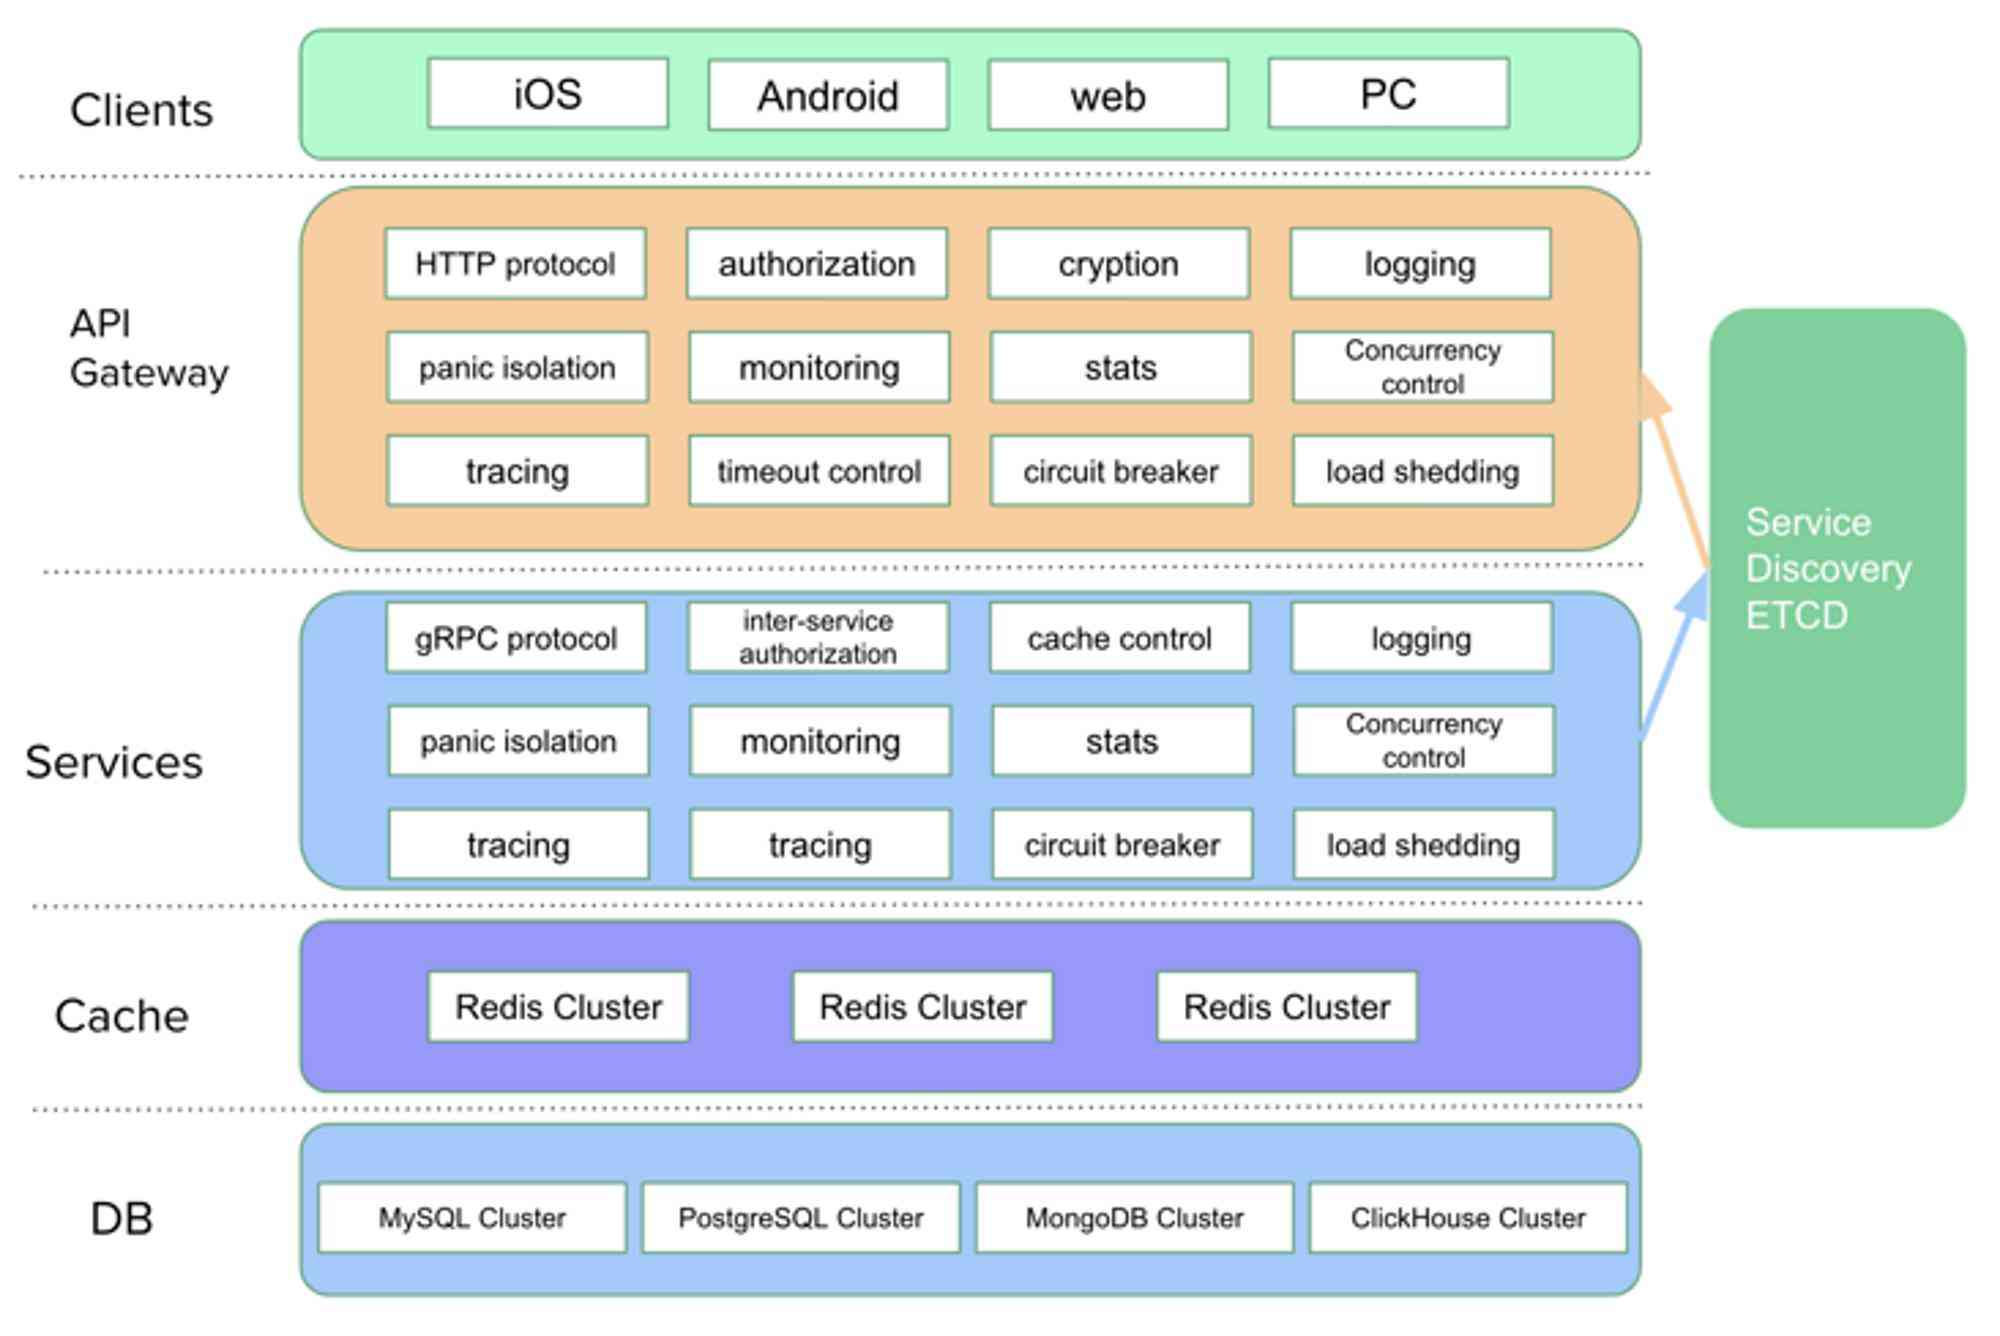 Clients
iOS
Android
web
PC
API
Gateway
HTTP protocol
authorization
cryption
logging
panic isolation
monitoring
stats
Concurrency
control
tracing
timeout control
circuit breaker
load shedding
Service
Discovery
ETCD
Services
gRPC protocol
inter-service
authorization
cache control
logging
panic isolation
monitoring
stats
Concurrency
control
tracing
tracing
circuit breaker
load shedding
Cache
Redis Cluster
Redis Cluster
Redis Cluster
DB
MySQL Cluster
PostgreSQL Cluster
MongoDB Cluster
ClickHouse Cluster